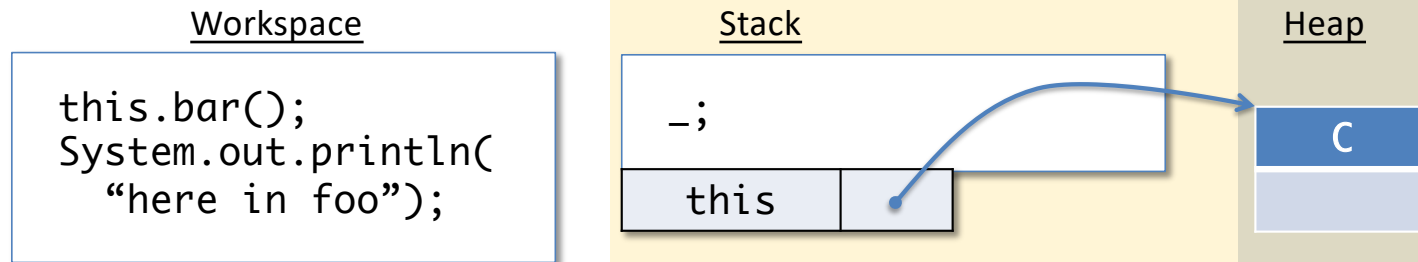 Workspace
Stack
Heap
this.bar();
System.out.println(
“here in foo”);
_;
this
C